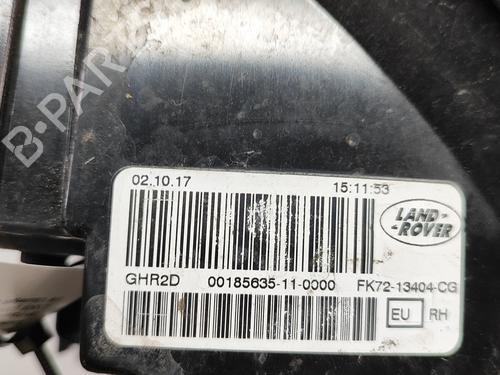 B-PARTS
02.10.17 15:11:53
LAND-
-ROVER
GHR2D 00185635-11-0000 FK72-13404-CG
EU RH